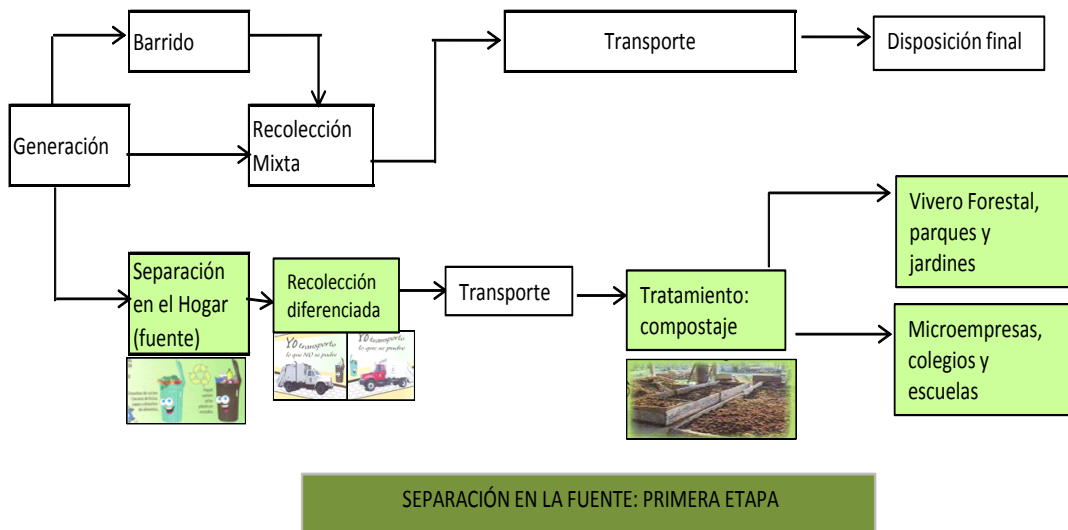 Barrido
Transporte
Disposición final
Generación
Recolección
Mixta
Separación
en el Hogar
(fuente)
Recolección
diferenciada
Transporte
Tratamiento:
compostaje
Vivero Forestal,
parques y
jardines
Microempresas,
colegios y
escuelas
YO transporto
lo que NO se pudre
YO transporto
lo que se pudre
SEPARACIÓN EN LA FUENTE: PRIMERA ETAPA